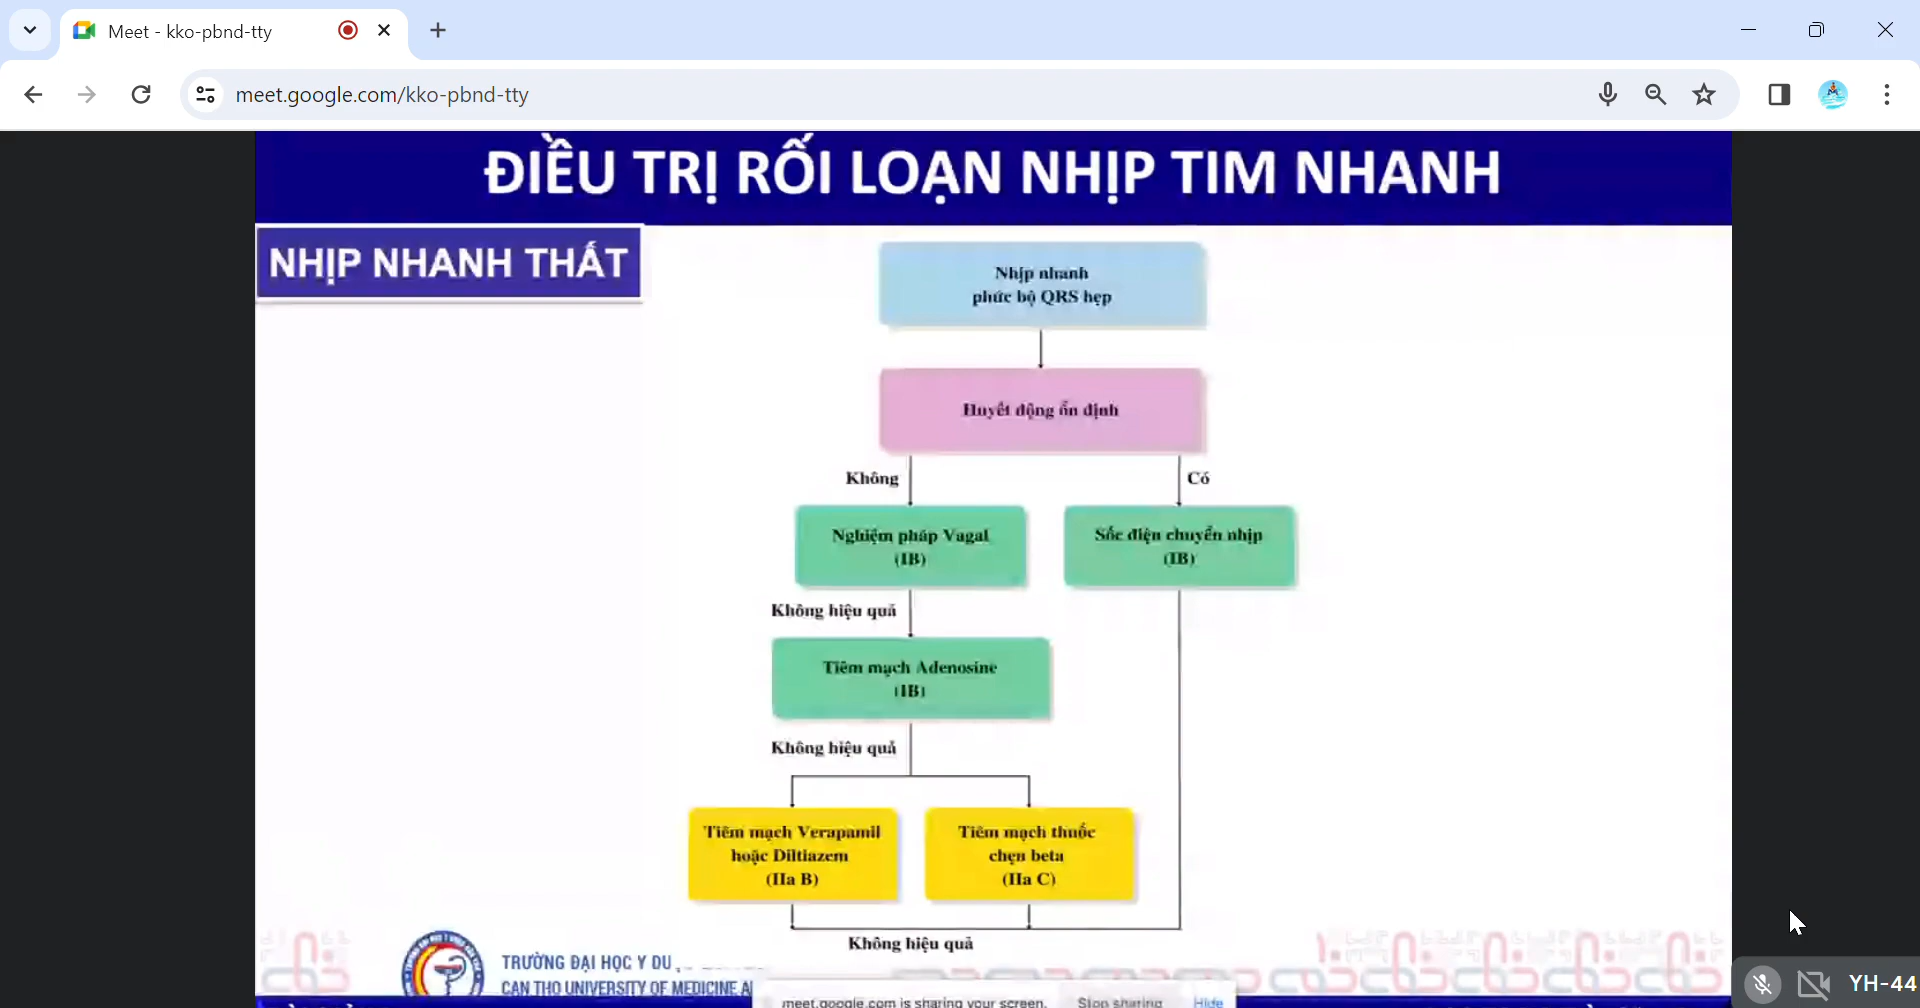 Meet - kko-pbnd-tty
meet.google.com/kko-pbnd-tty
ĐIỀU TRỊ RỐI LOẠN NHỊP TIM NHANH
NHỊP NHANH THẤT
Nhịp nhanh
phức bộ QRS hẹp
Huyết động ổn định
Không
Có
Nghiệm pháp Vagal
(IB)
Sốc điện chuyển nhịp
(IB)
Không hiệu quả
Tiêm mạch Adenosine
(IB)
Không hiệu quả
Tiêm mạch Verapamil
hoặc Diltiazem
(IIa B)
Tiêm mạch thuốc
chẹn beta
(IIa C)
Không hiệu quả
TRƯỜNG ĐẠI HỌC Y
CAN THO UNIVERSITY OF MEDICINE
meet.google.com is sharing your screen.
Stop sharing
Hide
YH-44